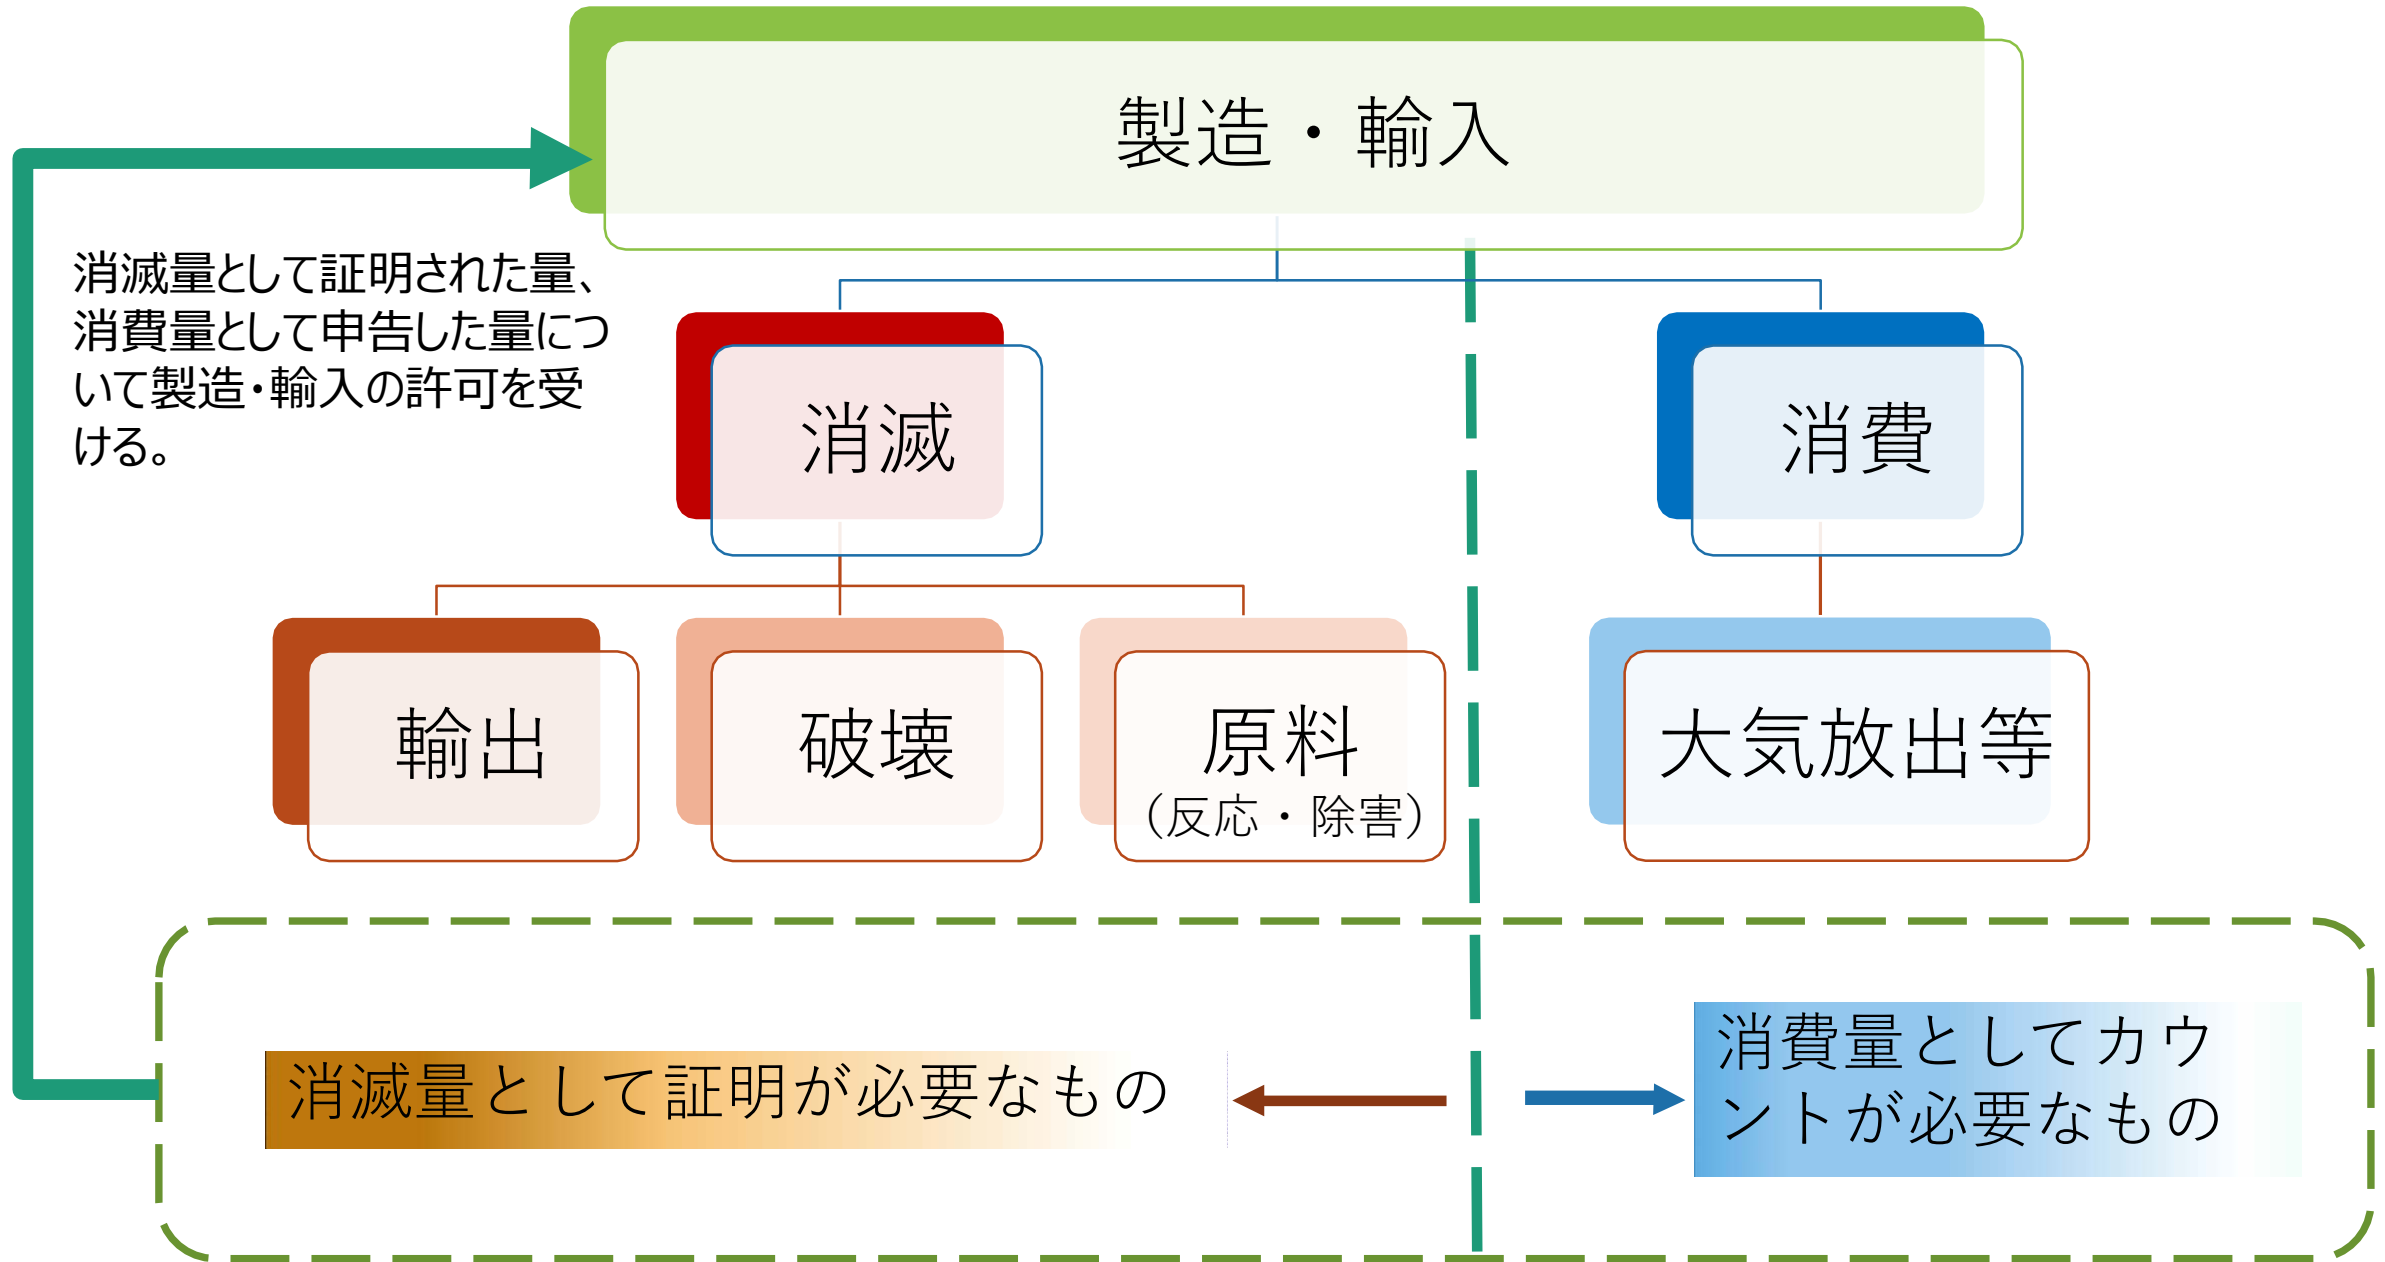 製造・輸入
消滅量として証明された量、
消費量として申告した量につ
いて製造・輸入の許可を受
ける。
消滅
消費
輸出
破壊
原料
（反応・除害）
大気放出等
消滅量として証明が必要なもの
消費量としてカウ
ントが必要なもの